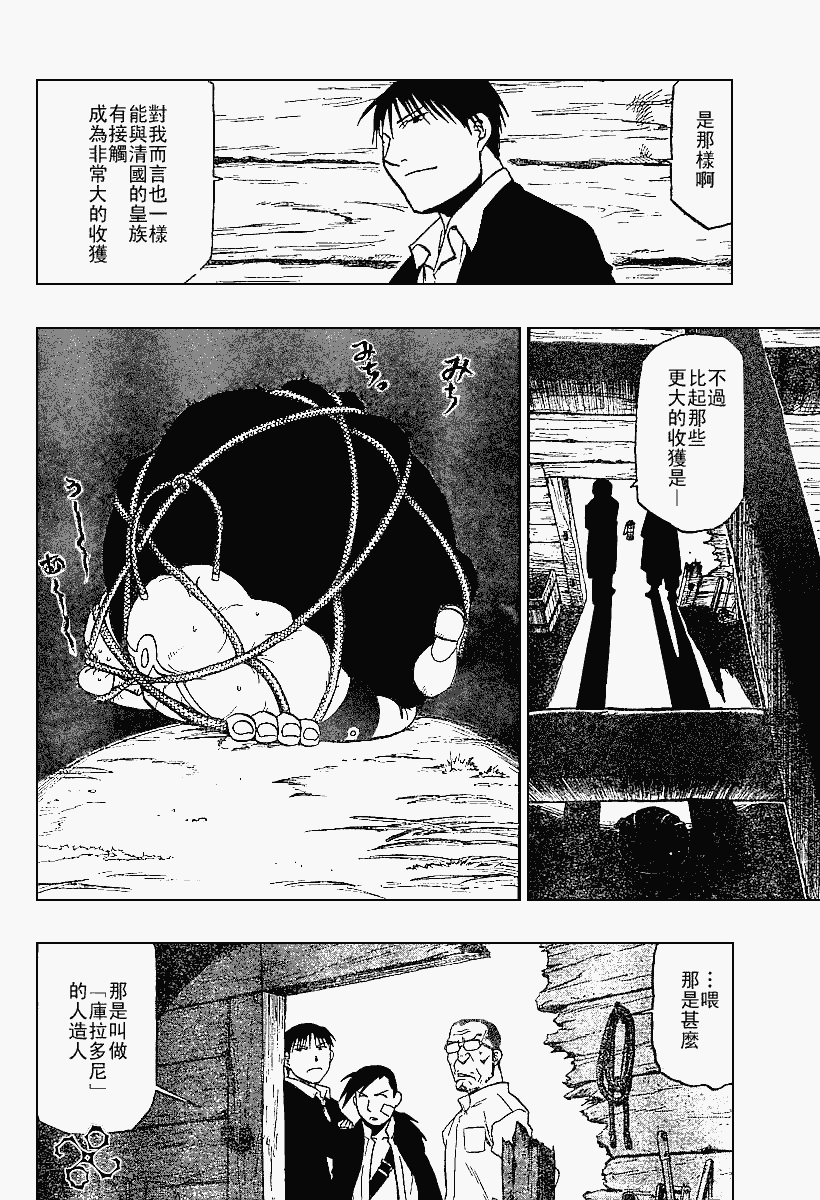 是那樣啊
對我而言也一樣
能與清國的皇族
有接觸
成為非常大的收獲
不過
比起那些
更大的收獲是—
みち
みち。
うー
あー
…喂
那是甚麼
那是叫做
「庫拉多尼」
的人造人